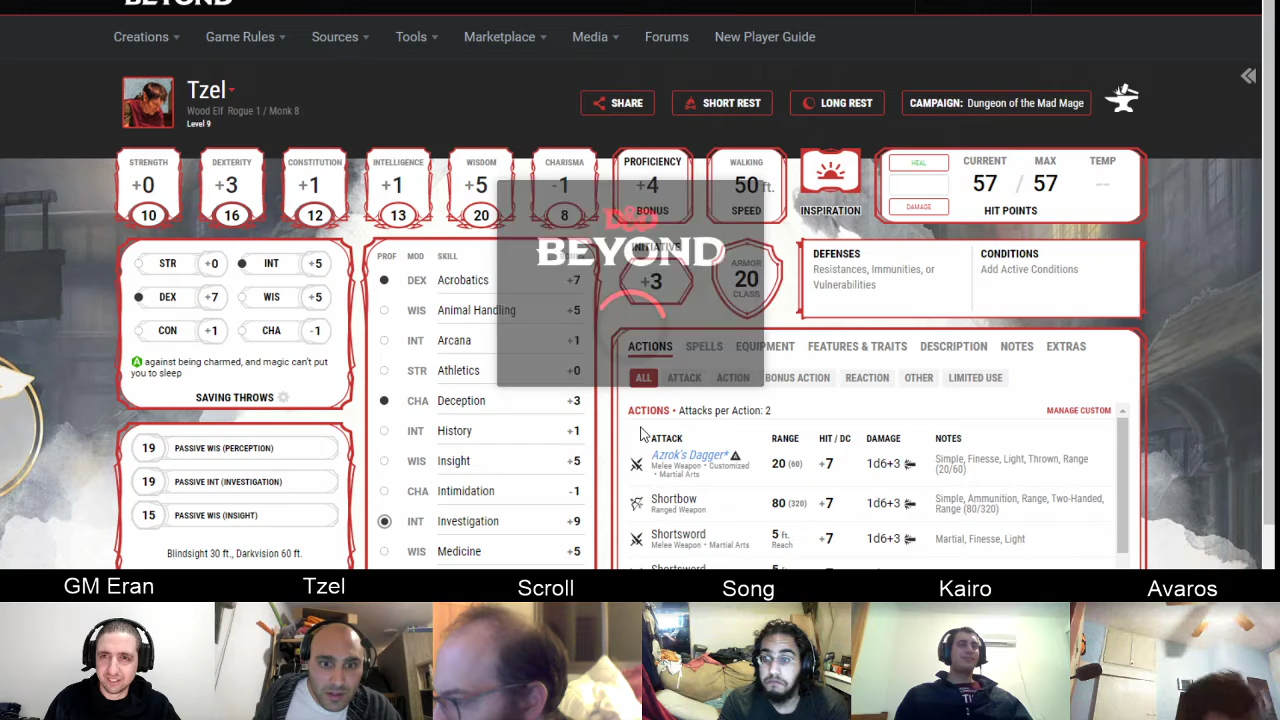 BEYOND
Creations Game Rules Sources Tools Marketplace Media Forums New Player Guide
Tzel
Wood Elf Rogue 1 / Monk 8
Level 9
SHARE SHORT REST LONG REST CAMPAIGN: Dungeon of the Mad Mage
STRENGTH +0 10
DEXTERITY +3 16
CONSTITUTION +1 12
INTELLIGENCE +1 13
WISDOM +5 20
CHARISMA -1 8
PROFICIENCY +4 BONUS
WALKING 50 ft. SPEED
INSPIRATION
HEAL
DAMAGE
CURRENT MAX TEMP
57 / 57 --
HIT POINTS
STR +0 INT +5
DEX +7 WIS +5
CON +1 CHA -1
A against being charmed, and magic can't put
you to sleep
SAVING THROWS
19 PASSIVE WIS (PERCEPTION)
19 PASSIVE INT (INVESTIGATION)
15 PASSIVE WIS (INSIGHT)
Blindsight 30 ft., Darkvision 60 ft.
PROF MOD SKILL
DEX Acrobatics +7
WIS Animal Handling +5
INT Arcana +1
STR Athletics +0
CHA Deception +3
INT History +1
WIS Insight +5
CHA Intimidation -1
INT Investigation +9
WIS Medicine +5
D&D
BEYOND
INITIATIVE
+3
ARMOR
20
CLASS
DEFENSES
Resistances, Immunities, or
Vulnerabilities
CONDITIONS
Add Active Conditions
ACTIONS SPELLS EQUIPMENT FEATURES & TRAITS DESCRIPTION NOTES EXTRAS
ALL ATTACK ACTION BONUS ACTION REACTION OTHER LIMITED USE
ACTIONS • Attacks per Action: 2 MANAGE CUSTOM
ATTACK RANGE HIT / DC DAMAGE NOTES
Azrok's Dagger* 20 (60) +7 1d6+3 Simple, Finesse, Light, Thrown, Range
Melee Weapon • Customized (20/60)
• Martial Arts
Shortbow 80 (320) +7 1d6+3 Simple, Ammunition, Range, Two-Handed,
Ranged Weapon Range (80/320)
Shortsword 5 ft. +7 1d6+3 Martial, Finesse, Light
Melee Weapon • Martial Arts Reach
GM Eran Tzel Scroll Song Kairo Avaros